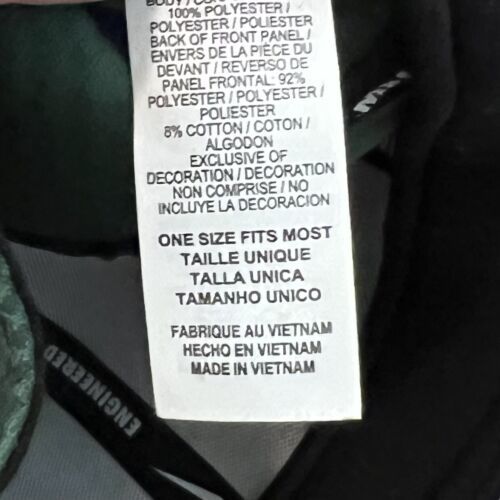 BODY /
100% POLYESTER /
POLYESTER / POLIESTER
BACK OF FRONT PANEL /
ENVERS DE LA PIÈCE DU
DEVANT / REVERSO DE
PANEL FRONTAL: 92%
POLYESTER / POLYESTER /
POLIESTER
8% COTTON / COTON /
ALGODON
EXCLUSIVE OF
DECORATION / DECORATION
NON COMPRISE / NO
INCLUYE LA DECORACION
ONE SIZE FITS MOST
TAILLE UNIQUE
TALLA UNICA
TAMANHO UNICO
FABRIQUE AU VIETNAM
HECHO EN VIETNAM
MADE IN VIETNAM
ENGINEERED